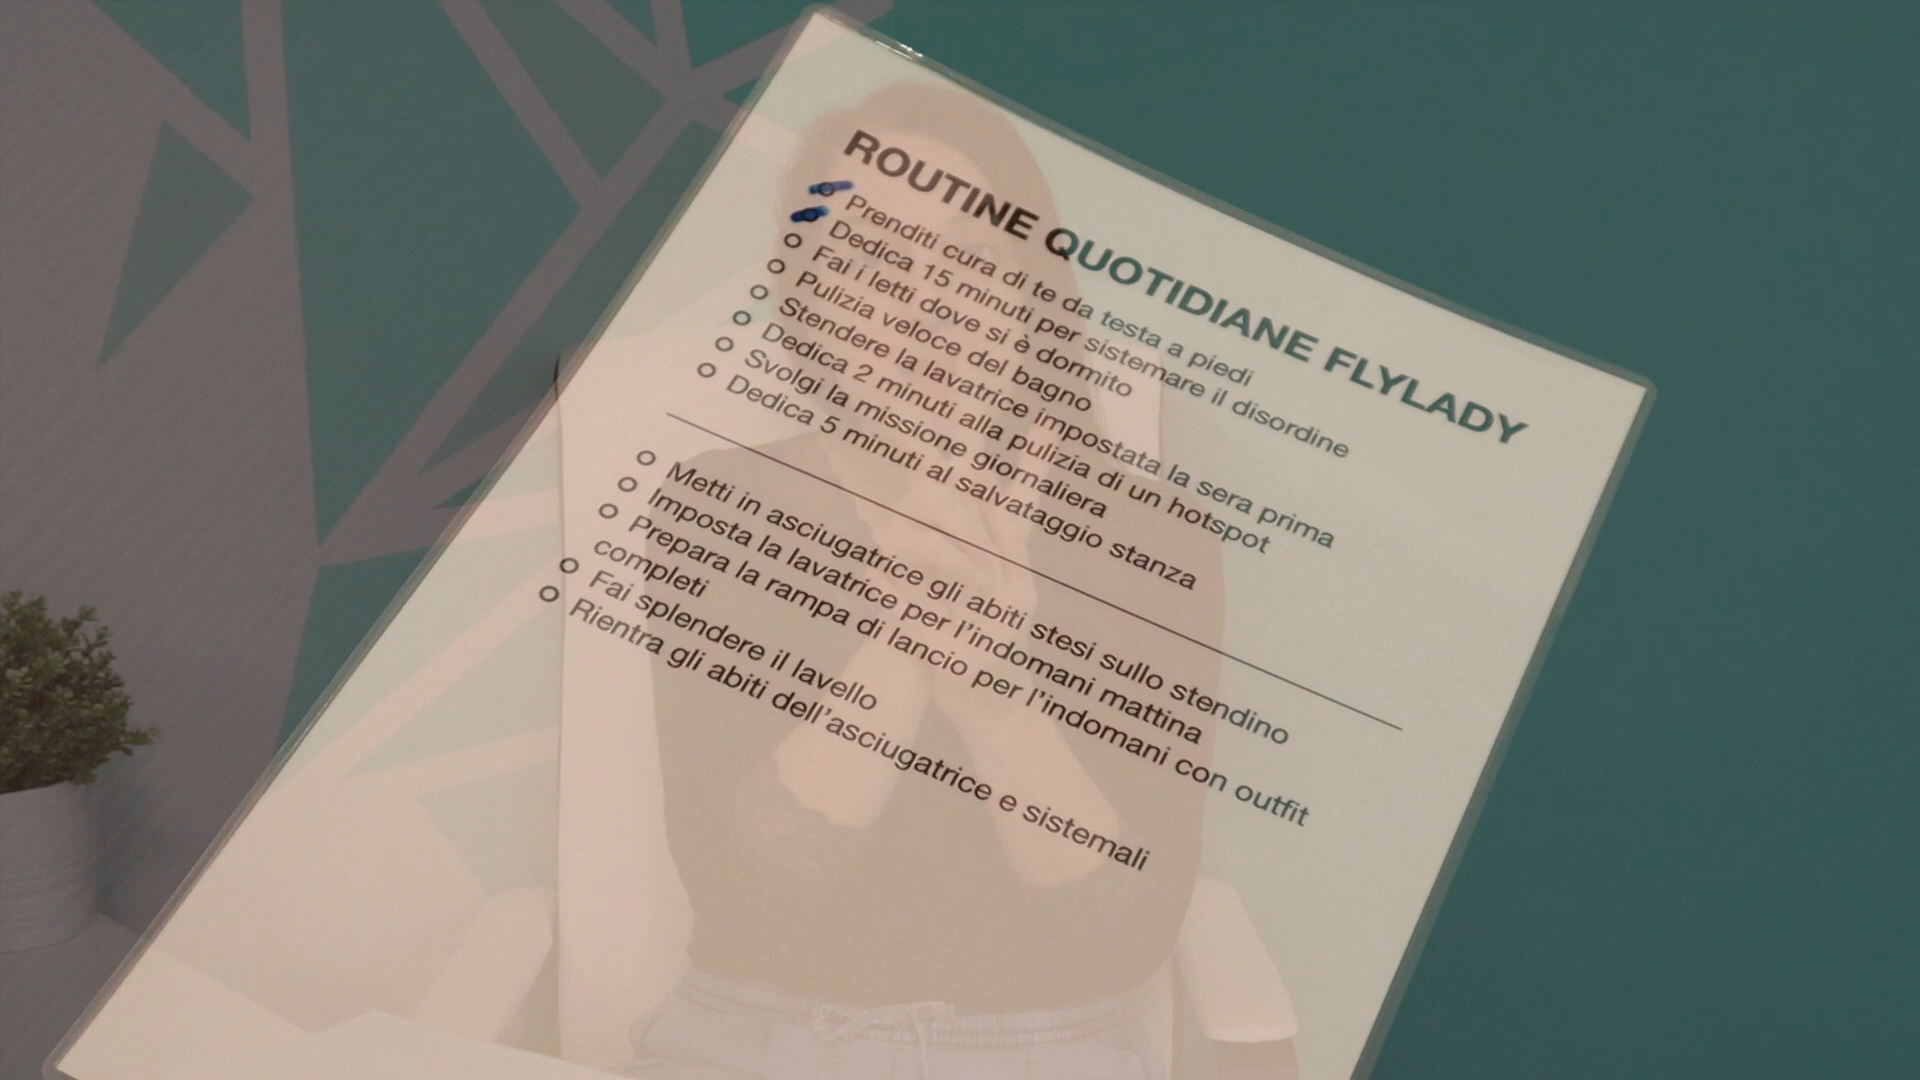 ROUTINE QUOTIDIANE FLYLADY
Prenditi cura di te da testa a piedi
Dedica 15 minuti per sistemare il disordine
Fai i letti dove si è dormito
Pulizia veloce del bagno
Stendere la lavatrice impostata la sera prima
Dedica 2 minuti alla pulizia di un hotspot
Svolgi la missione giornaliera
Dedica 5 minuti al salvataggio stanza
Metti in asciugatrice gli abiti stesi sullo stendino
Imposta la lavatrice per l'indomani mattina
Prepara la rampa di lancio per l'indomani con outfit
completi
Fai splendere il lavello
Rientra gli abiti dell'asciugatrice e sistemali